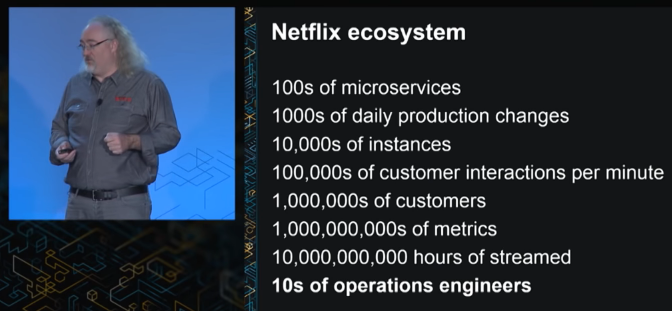 Netflix ecosystem
100s of microservices
1000s of daily production changes
10,000s of instances
100,000s of customer interactions per minute
1,000,000s of customers
1,000,000,000s of metrics
10,000,000,000 hours of streamed
10s of operations engineers